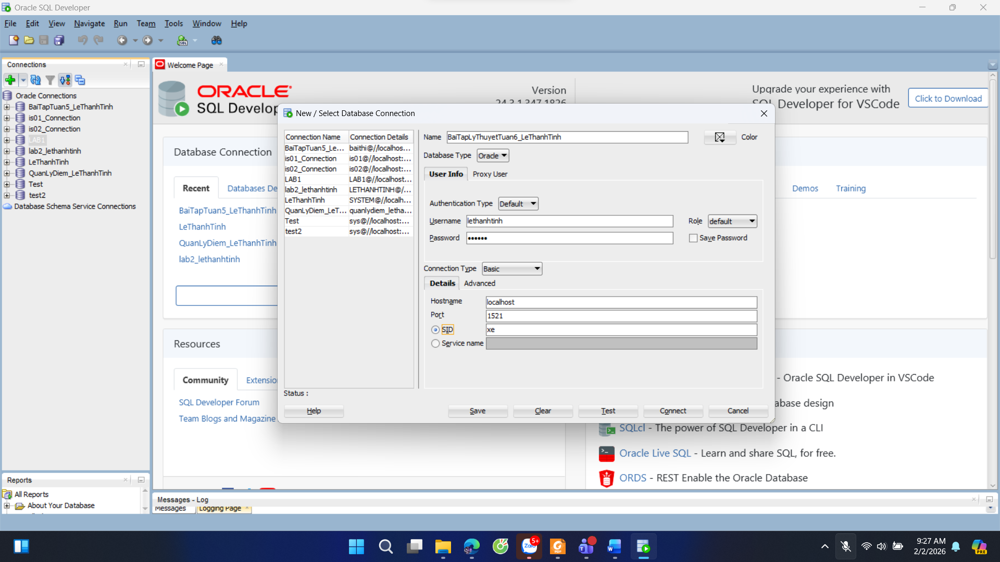 Oracle SQL Developer
File Edit View Navigate Run Team Tools Window Help
Connections
Oracle Connections
BaiTapTuan5_LeThanhTinh
is01_Connection
is02_Connection
LAB1
lab2_lethanhtinh
LeThanhTinh
QuanLyDiem_LeThanhTinh
Test
test2
Database Schema Service Connections
Reports
All Reports
About Your Database
Welcome Page
ORACLE
SQL Develop
Version
24.3.1.347.1826
Upgrade your experience with
SQL Developer for VSCode
Click to Download
Database Connection
Recent
Databases De
BaiTapTuan5_LeThanhTinh
LeThanhTinh
QuanLyDiem_LeThanhTinh
lab2_lethanhtinh
Demos Training
Resources
Community
Extensio
SQL Developer Forum
Team Blogs and Magazine
- Oracle SQL Developer in VSCode
abase design
SQLcl - The power of SQL Developer in a CLI
Oracle Live SQL - Learn and share SQL, for free.
ORDS - REST Enable the Oracle Database
New / Select Database Connection
Connection Name Connection Details
BaiTapTuan5_Le... baithi@//localhos...
is01_Connection is01@//localhost:...
is02_Connection is02@//localhost:...
LAB1 LAB1@//localhost...
lab2_lethanhtinh LETHANHTINH@/...
LeThanhTinh SYSTEM@//localh...
QuanLyDiem_LeT... quanlydiem_letha...
Test sys@//localhost:...
test2 sys@//localhost:...
Name BaiTapLyThuyetTuan6_LeThanhTinh Color
Database Type Oracle
User Info Proxy User
Authentication Type Default
Username lethanhtinh Role default
Password •••••• Save Password
Connection Type Basic
Details Advanced
Hostname localhost
Port 1521
SID xe
Service name
Status :
Help Save Clear Test Connect Cancel
Messages - Log
Messages Logging Page
SQL
Zalo
5+
PDF
T
W
9:27 AM
2/2/2026
PRE